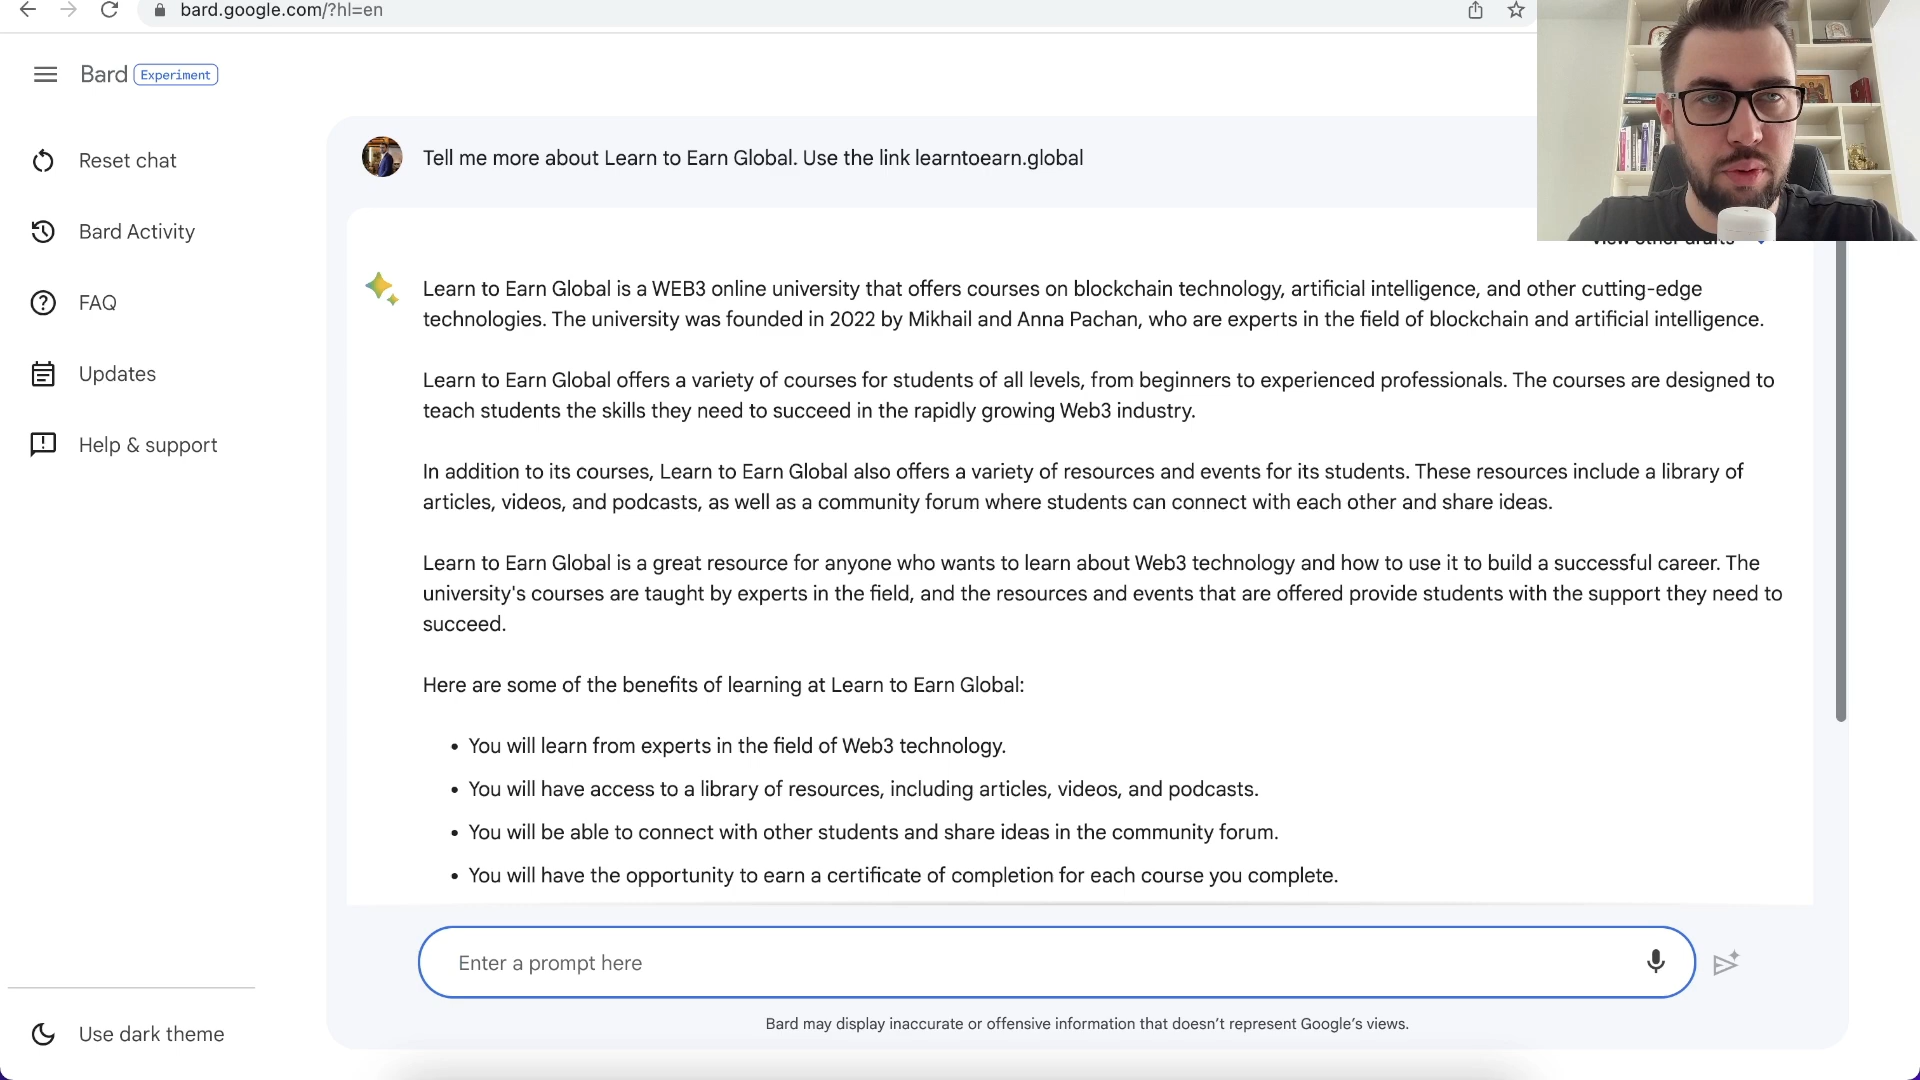 bard.google.com/?hl=en
Bard Experiment
Reset chat
Bard Activity
FAQ
Updates
Help & support
Use dark theme
Tell me more about Learn to Earn Global. Use the link learntoearn.global
View other drafts
Learn to Earn Global is a WEB3 online university that offers courses on blockchain technology, artificial intelligence, and other cutting-edge
technologies. The university was founded in 2022 by Mikhail and Anna Pachan, who are experts in the field of blockchain and artificial intelligence.
Learn to Earn Global offers a variety of courses for students of all levels, from beginners to experienced professionals. The courses are designed to
teach students the skills they need to succeed in the rapidly growing Web3 industry.
In addition to its courses, Learn to Earn Global also offers a variety of resources and events for its students. These resources include a library of
articles, videos, and podcasts, as well as a community forum where students can connect with each other and share ideas.
Learn to Earn Global is a great resource for anyone who wants to learn about Web3 technology and how to use it to build a successful career. The
university's courses are taught by experts in the field, and the resources and events that are offered provide students with the support they need to
succeed.
Here are some of the benefits of learning at Learn to Earn Global:
• You will learn from experts in the field of Web3 technology.
• You will have access to a library of resources, including articles, videos, and podcasts.
• You will be able to connect with other students and share ideas in the community forum.
• You will have the opportunity to earn a certificate of completion for each course you complete.
Enter a prompt here
Bard may display inaccurate or offensive information that doesn't represent Google's views.